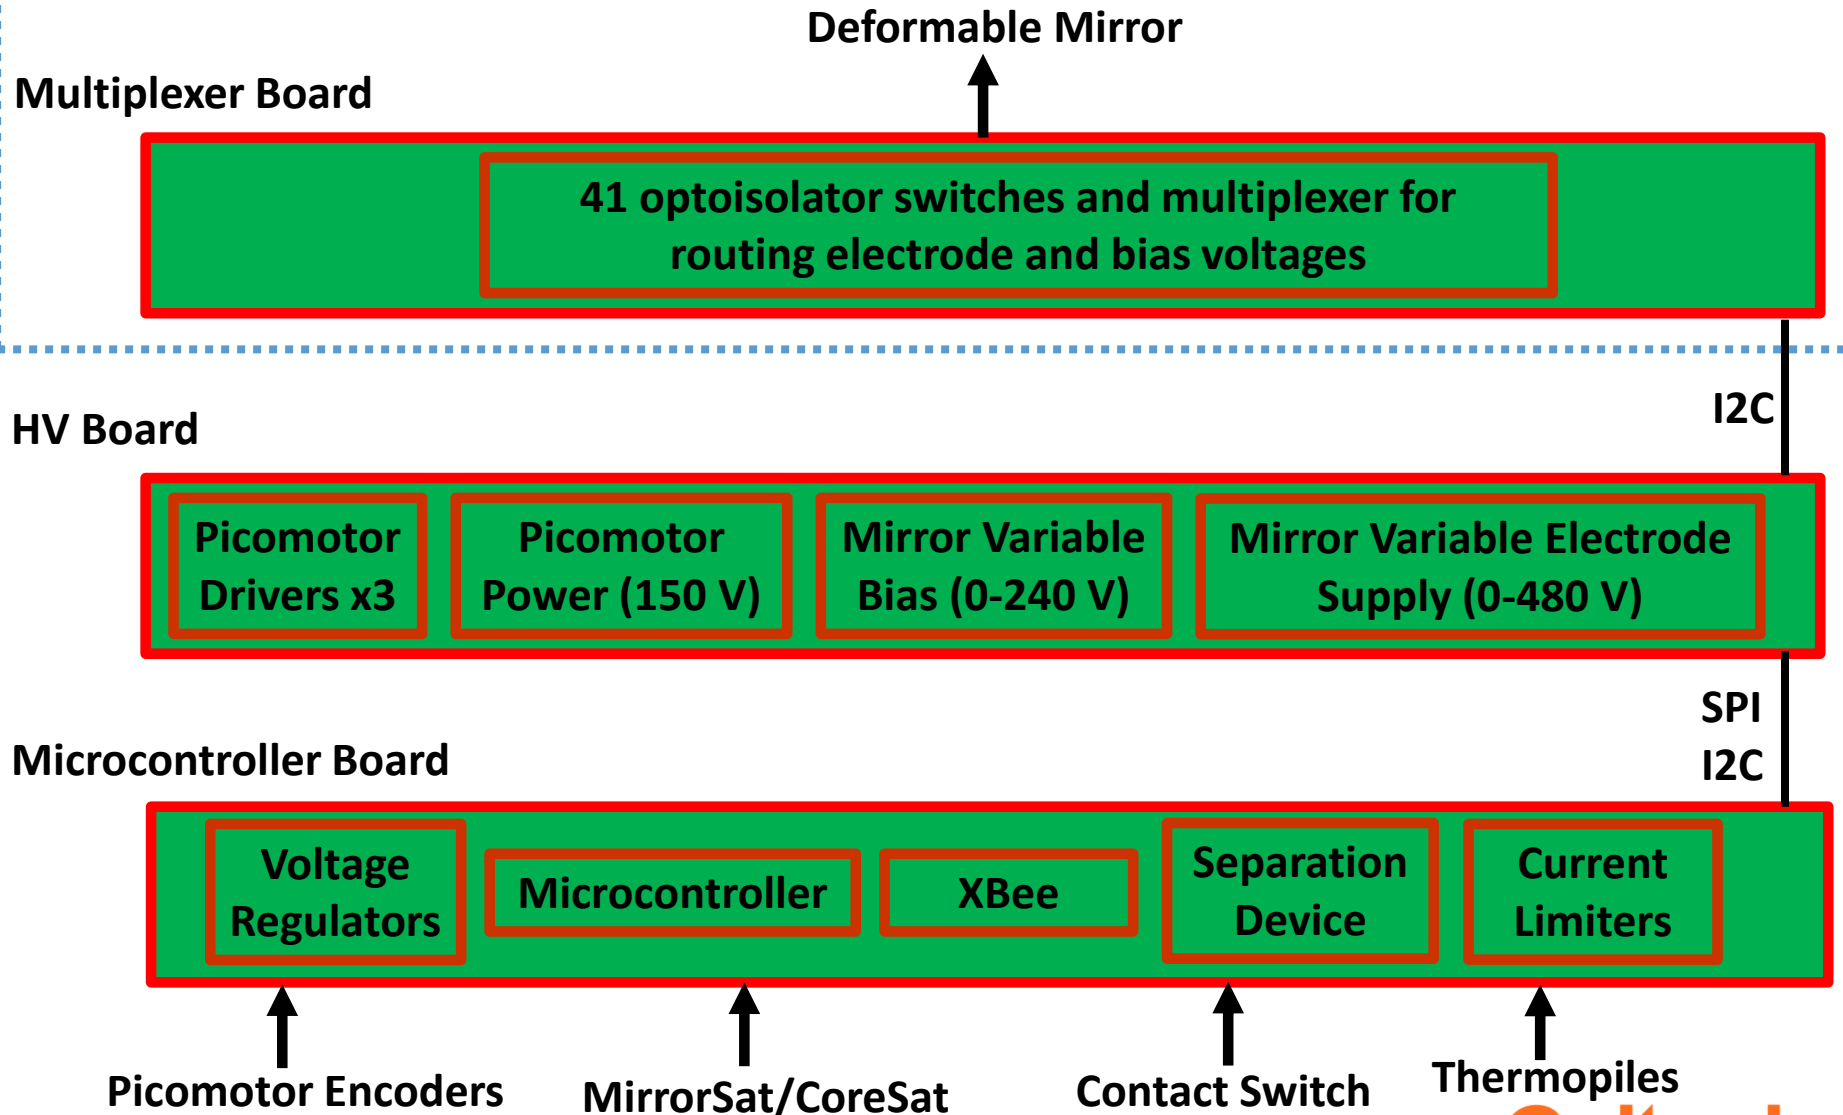 Deformable Mirror
Multiplexer Board
41 optoisolator switches and multiplexer for
routing electrode and bias voltages
I2C
HV Board
Picomotor
Drivers x3
Picomotor
Power (150 V)
Mirror Variable
Bias (0-240 V)
Mirror Variable Electrode
Supply (0-480 V)
SPI
I2C
Microcontroller Board
Voltage
Regulators
Microcontroller
XBee
Separation
Device
Current
Limiters
Picomotor Encoders
MirrorSat/CoreSat
Contact Switch
Thermopiles